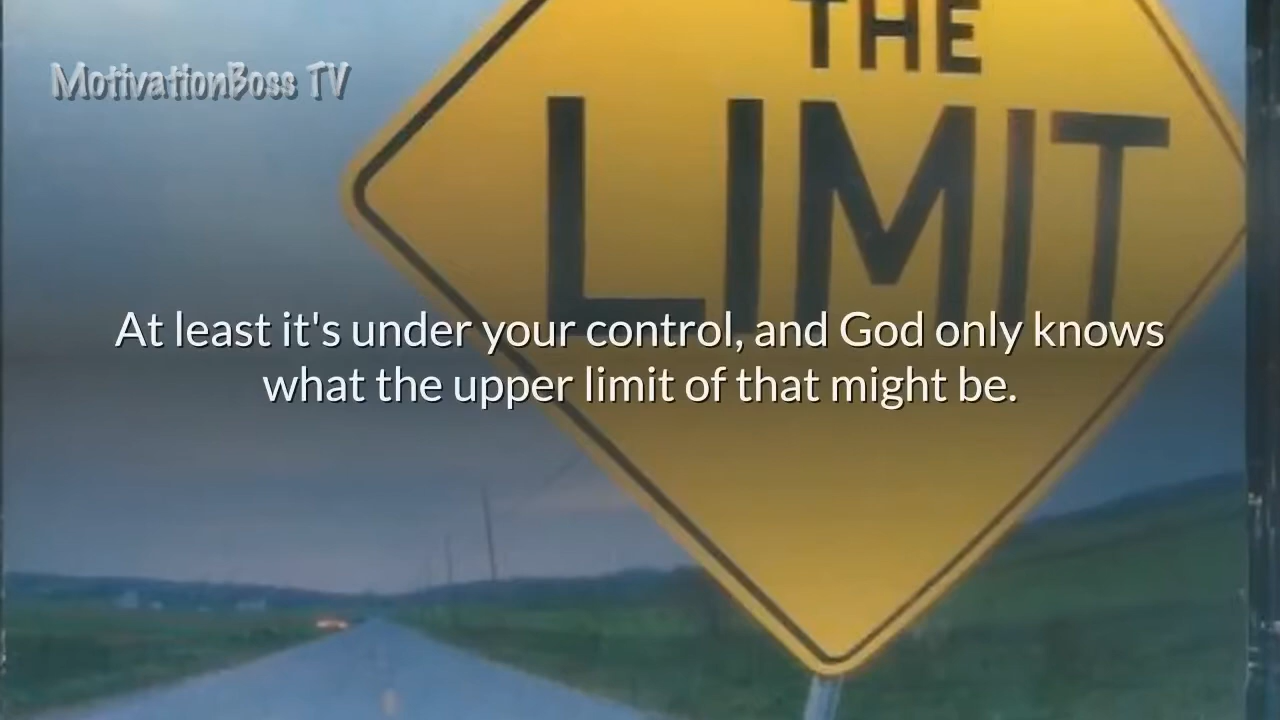 THE
MotivationBoss TV
LIMIT
At least it's under your control, and God only knows
what the upper limit of that might be.